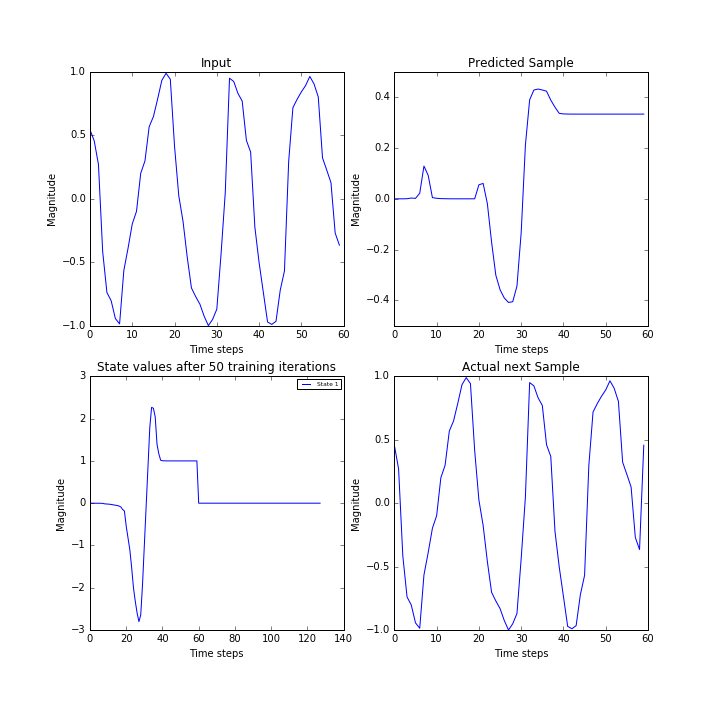 Input
Magnitude
1.0
0.5
0.0
−0.5
−1.0
0 10 20 30 40 50 60
Time steps
Predicted Sample
Magnitude
0.4
0.2
0.0
−0.2
−0.4
0 10 20 30 40 50 60
Time steps
State values after 50 training iterations
State 1
Magnitude
3
2
1
0
−1
−2
−3
0 20 40 60 80 100 120 140
Time steps
Actual next Sample
Magnitude
1.0
0.5
0.0
−0.5
−1.0
0 10 20 30 40 50 60
Time steps